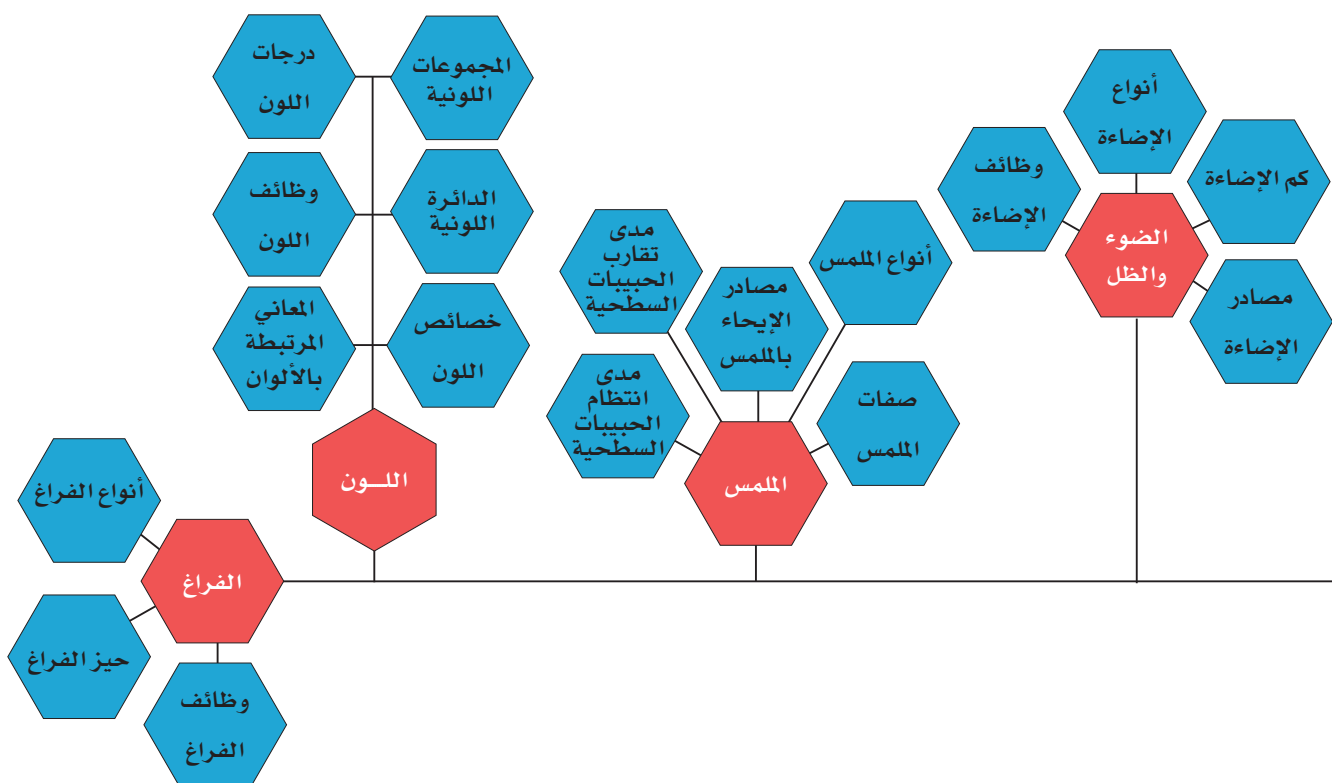 أنواع
الإضاءة
كم الإضاءة
وظائف
الإضاءة
الضوء
والظل
مصادر
الإضاءة
أنواع الملمس
مصادر
الإيحاء
بالملمس
مدى
تقارب
الحبيبات
السطحية
صفات
الملمس
مدى
انتظام
الحبيبات
السطحية
الملمس
المجموعات
اللونية
درجات
اللون
الدائرة
اللونية
وظائف
اللون
خصائص
اللون
المعاني
المرتبطة
بالألوان
اللــون
أنواع الفراغ
الفراغ
حيز الفراغ
وظائف
الفراغ